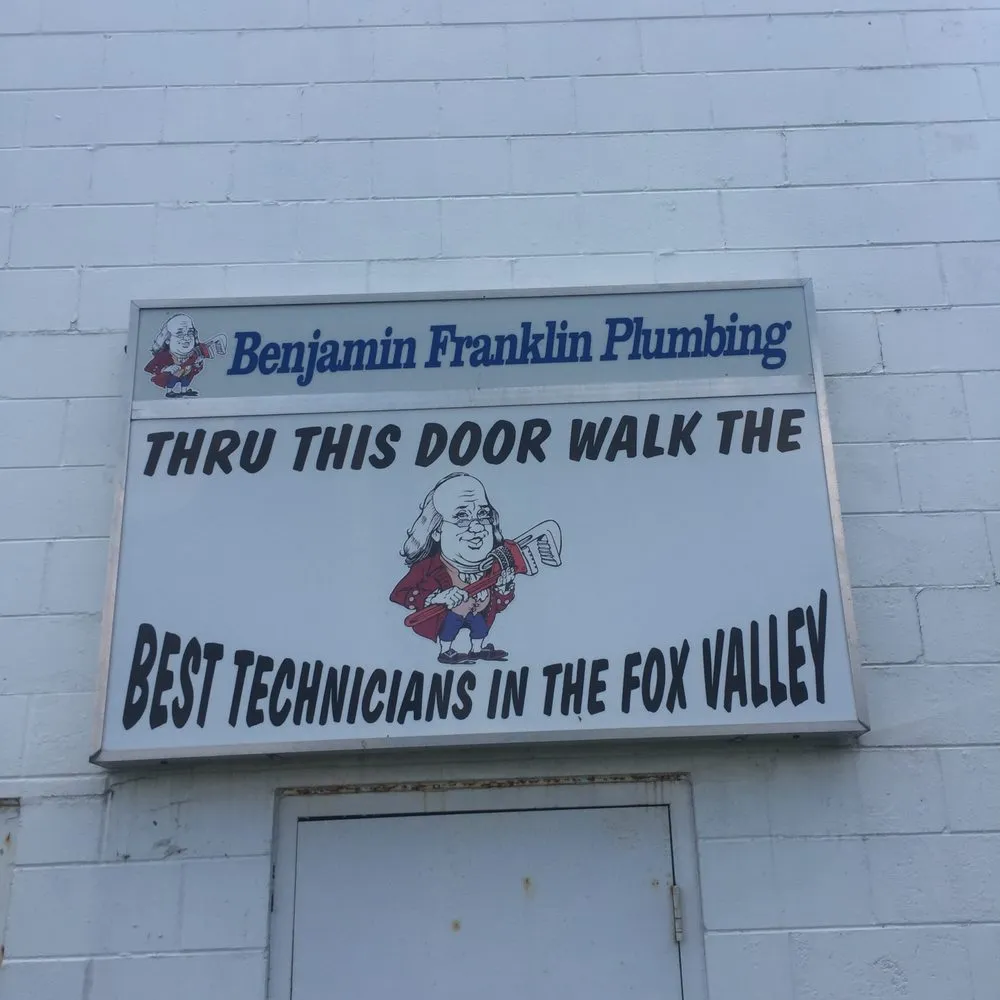 Benjamin Franklin Plumbing
THRU THIS DOOR WALK THE
BEST TECHNICIANS IN THE FOX VALLEY